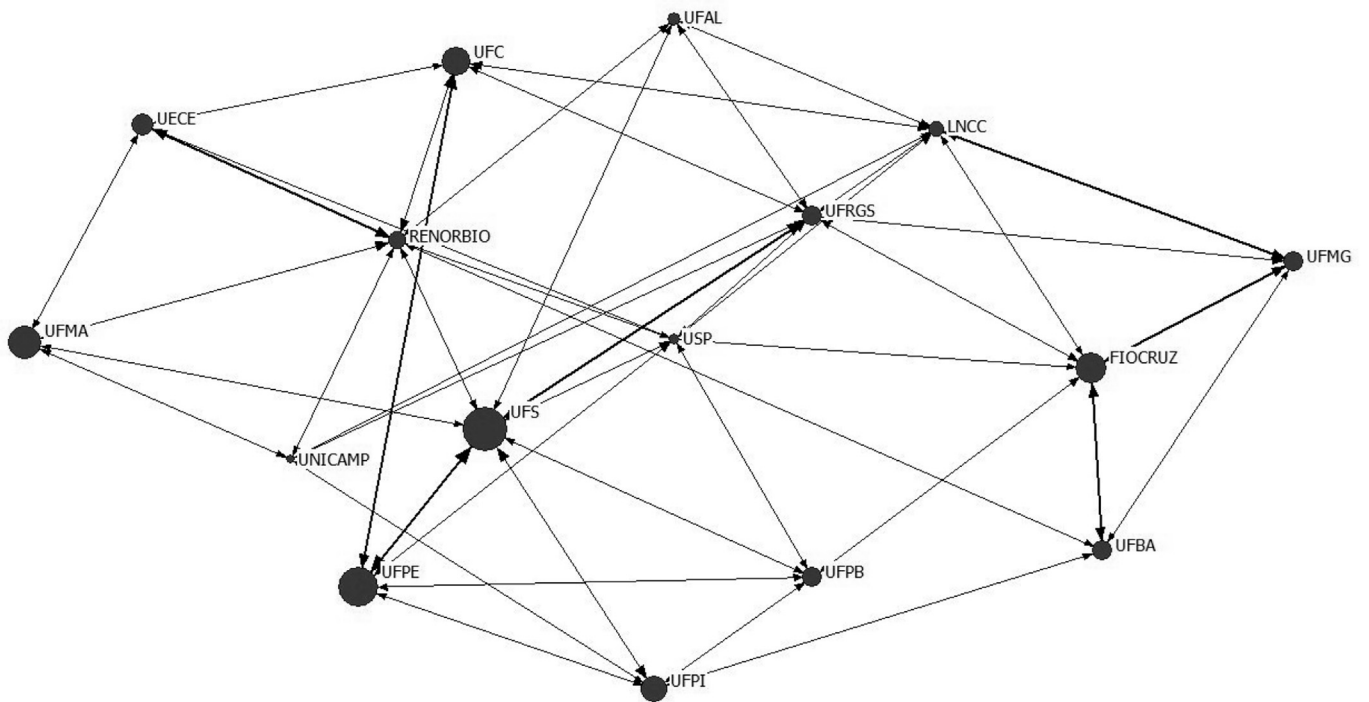 UFAL
UFC
UECE
LNCC
UFRGS
RENORBIO
UFMG
UFMA
USP
FIOCRUZ
UFS
UNICAMP
UFBA
UFPE
UFPB
UFPI